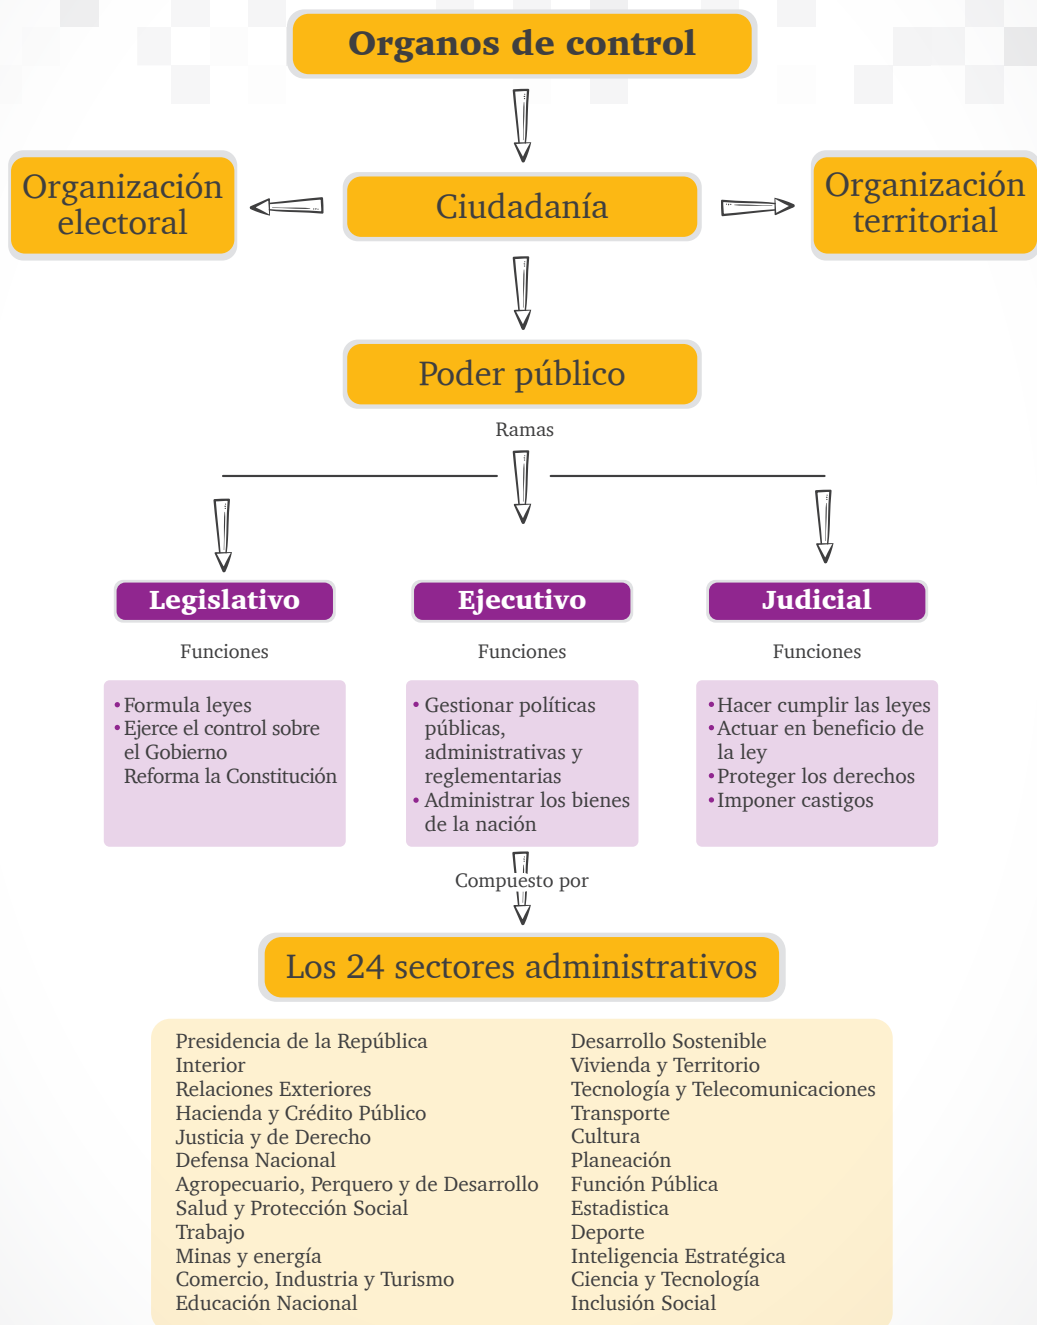 Organos de control
Organización
electoral
Ciudadanía
Organización
territorial
Poder público
Ramas
Legislativo
Funciones
• Formula leyes
• Ejerce el control sobre
el Gobierno
Reforma la Constitución
Ejecutivo
Funciones
• Gestionar políticas
públicas,
administrativas y
reglementarias
• Administrar los bienes
de la nación
Judicial
Funciones
• Hacer cumplir las leyes
• Actuar en beneficio de
la ley
• Proteger los derechos
• Imponer castigos
Compuesto por
Los 24 sectores administrativos
Presidencia de la República
Interior
Relaciones Exteriores
Hacienda y Crédito Público
Justicia y de Derecho
Defensa Nacional
Agropecuario, Perquero y de Desarrollo
Salud y Protección Social
Trabajo
Minas y energía
Comercio, Industria y Turismo
Educación Nacional
Desarrollo Sostenible
Vivienda y Territorio
Tecnología y Telecomunicaciones
Transporte
Cultura
Planeación
Función Pública
Estadistica
Deporte
Inteligencia Estratégica
Ciencia y Tecnología
Inclusión Social